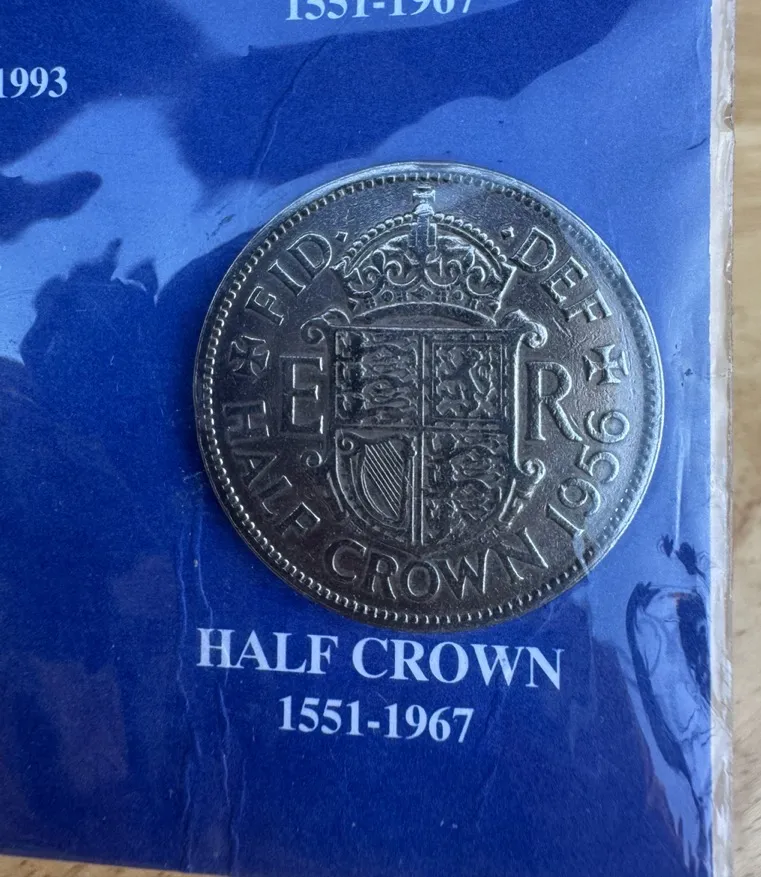 1551-1967
1993
FID. DEF
E R
HALF CROWN 1956
HALF CROWN
1551-1967